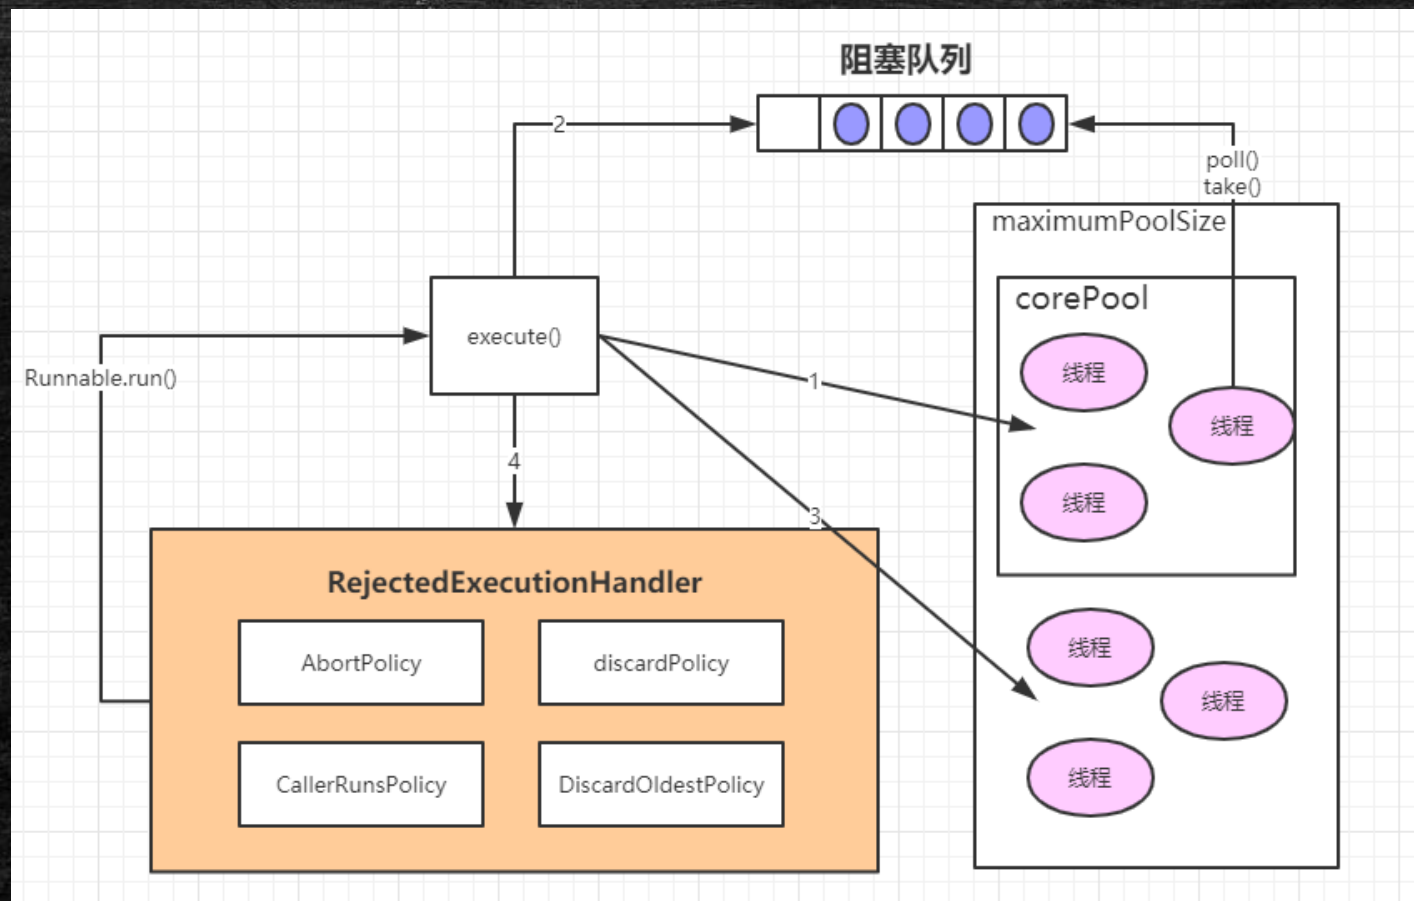 阻塞队列
2
poll()
take()
maximumPoolSize
corePool
execute()
线程
Runnable.run()
1
线程
4
线程
3
RejectedExecutionHandler
AbortPolicy
discardPolicy
线程
线程
CallerRunsPolicy
DiscardOldestPolicy
线程